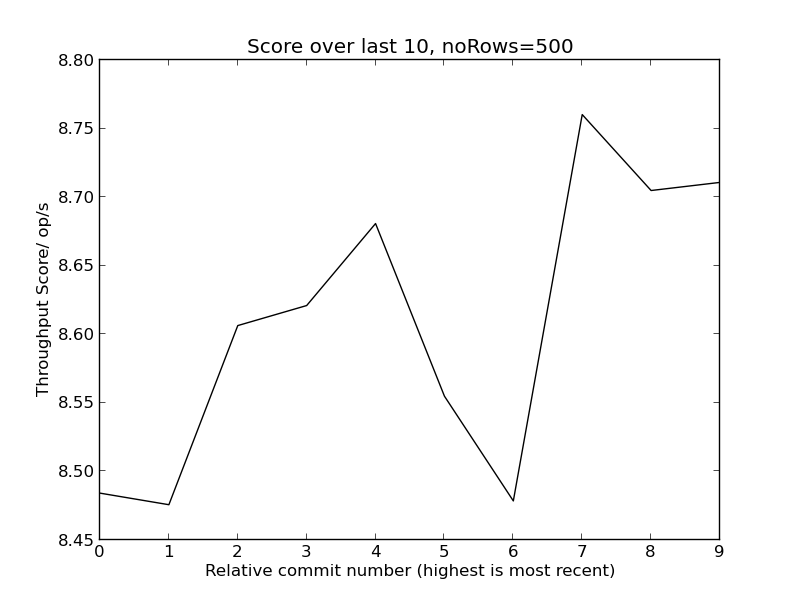 Score over last 10, noRows=500
8.80
8.75
8.70
8.65
8.60
8.55
8.50
8.45
Throughput Score/ op/s
0 1 2 3 4 5 6 7 8 9
Relative commit number (highest is most recent)